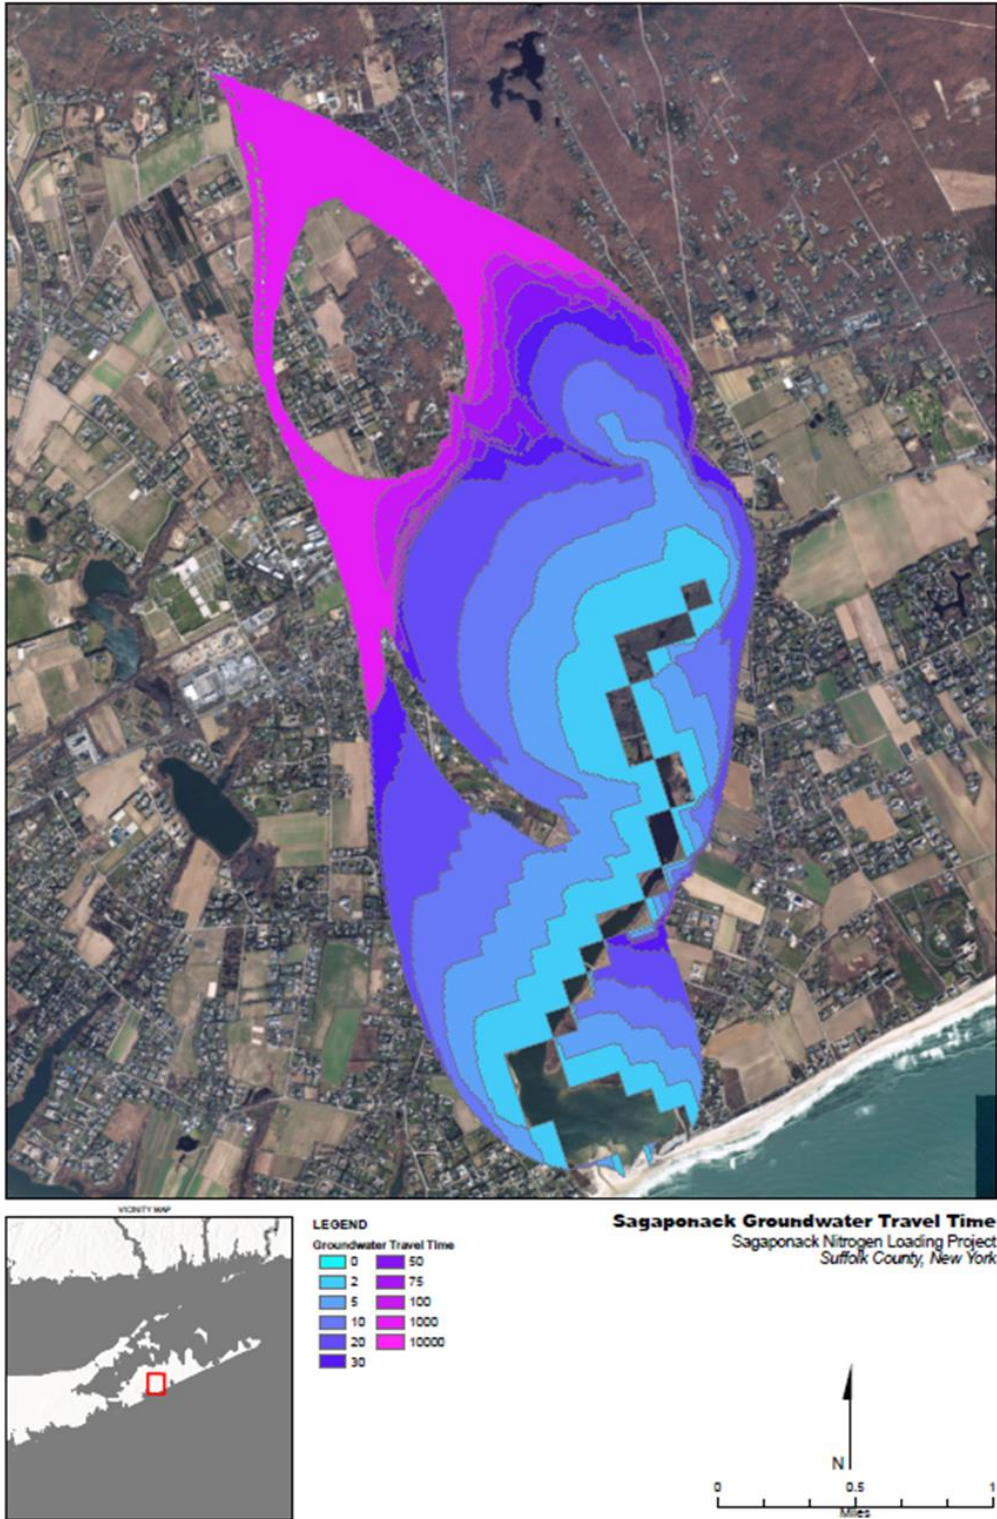 VICINITY MAP
LEGEND
Groundwater Travel Time
0
2
5
10
20
30
50
75
100
1000
10000
Sagaponack Groundwater Travel Time
Sagaponack Nitrogen Loading Project
Suffolk County, New York
N
0 0.5 1
Miles